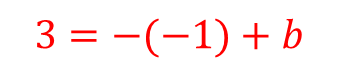 3 = −(−1) + b